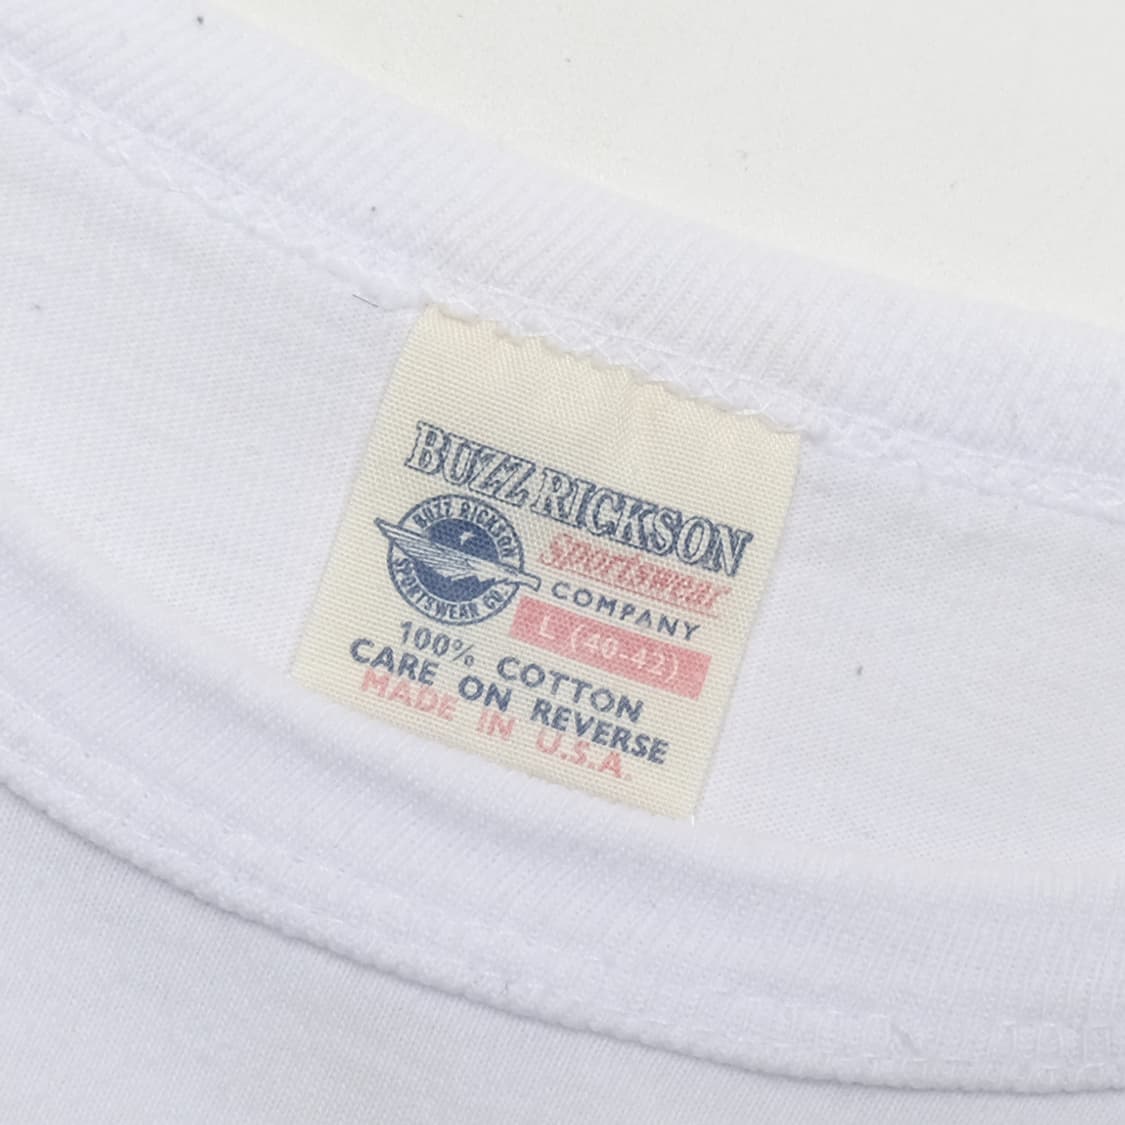 BUZZ RICKSON
BUZZ RICKSON
SPORTSWEAR CO.
Sportswear
COMPANY
L (40-42)
100% COTTON
CARE ON REVERSE
MADE IN U.S.A.